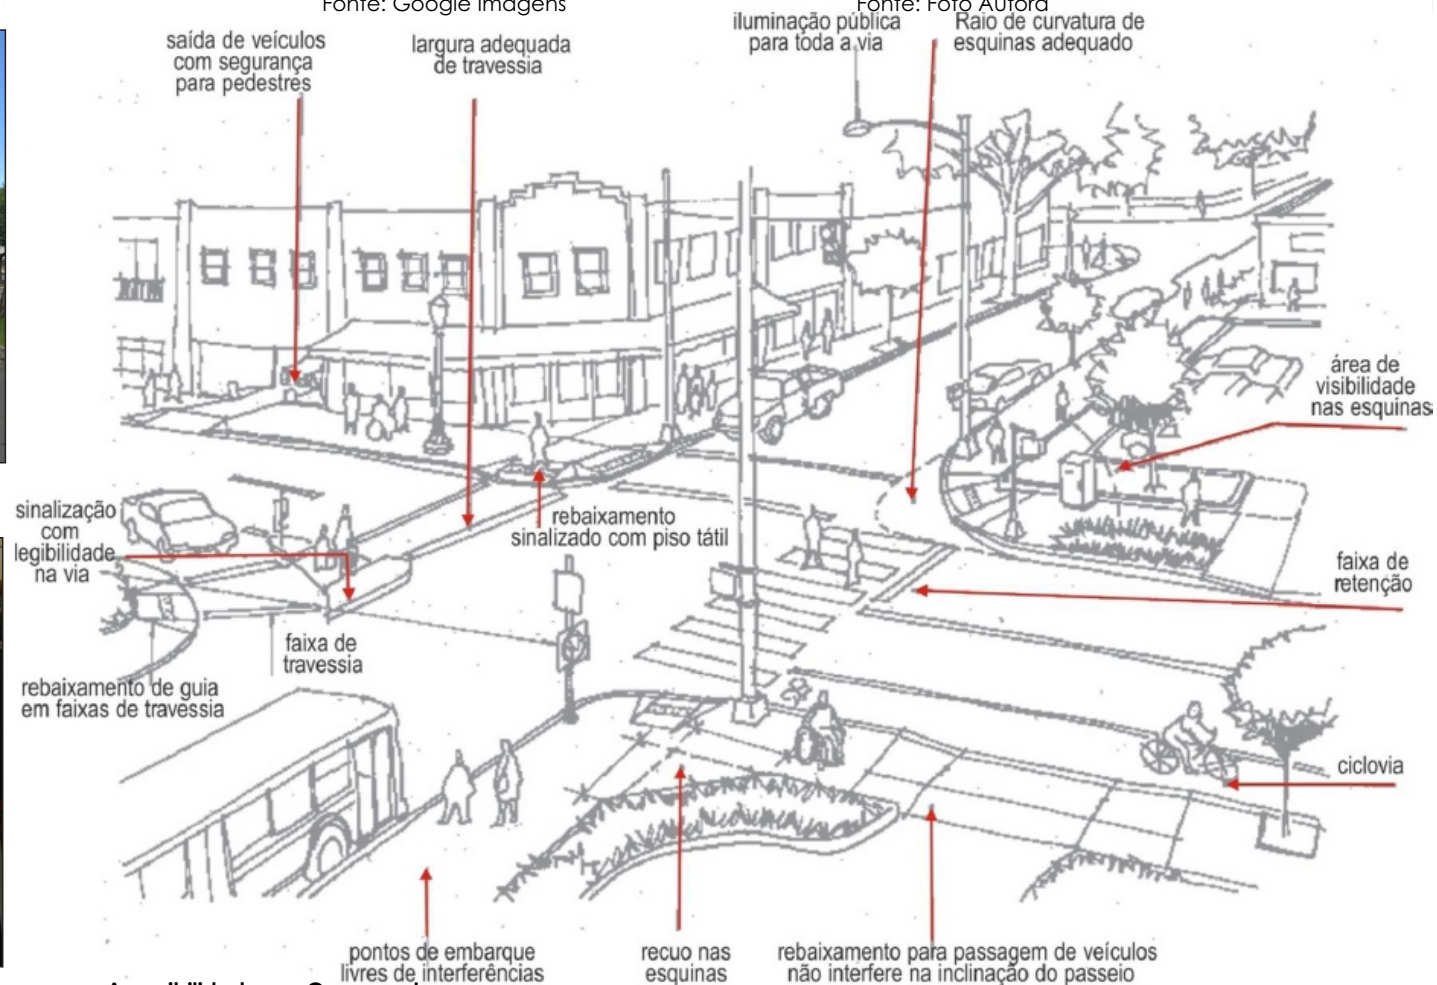 Fonte: Google Imagens
Fonte: Foto Autora
saída de veículos
com segurança
para pedestres
largura adequada
de travessia
iluminação pública
para toda a via
Raio de curvatura de
esquinas adequado
área de
visibilidade
nas esquinas
sinalização
com
legibilidade
na via
rebaixamento
sinalizado com piso tátil
faixa de
retenção
faixa de
travessia
rebaixamento de guia
em faixas de travessia
ciclovia
pontos de embarque
livres de interferências
recuo nas
esquinas
rebaixamento para passagem de veículos
não interfere na inclinação do passeio